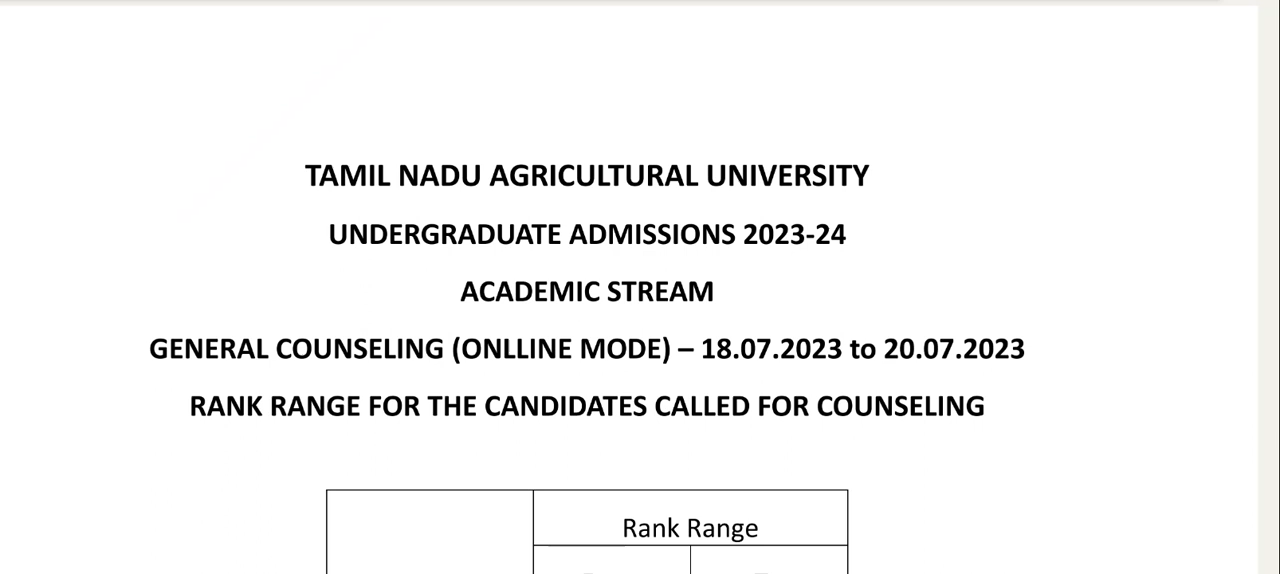 TAMIL NADU AGRICULTURAL UNIVERSITY
UNDERGRADUATE ADMISSIONS 2023-24
ACADEMIC STREAM
GENERAL COUNSELING (ONLLINE MODE) – 18.07.2023 to 20.07.2023
RANK RANGE FOR THE CANDIDATES CALLED FOR COUNSELING
Rank Range